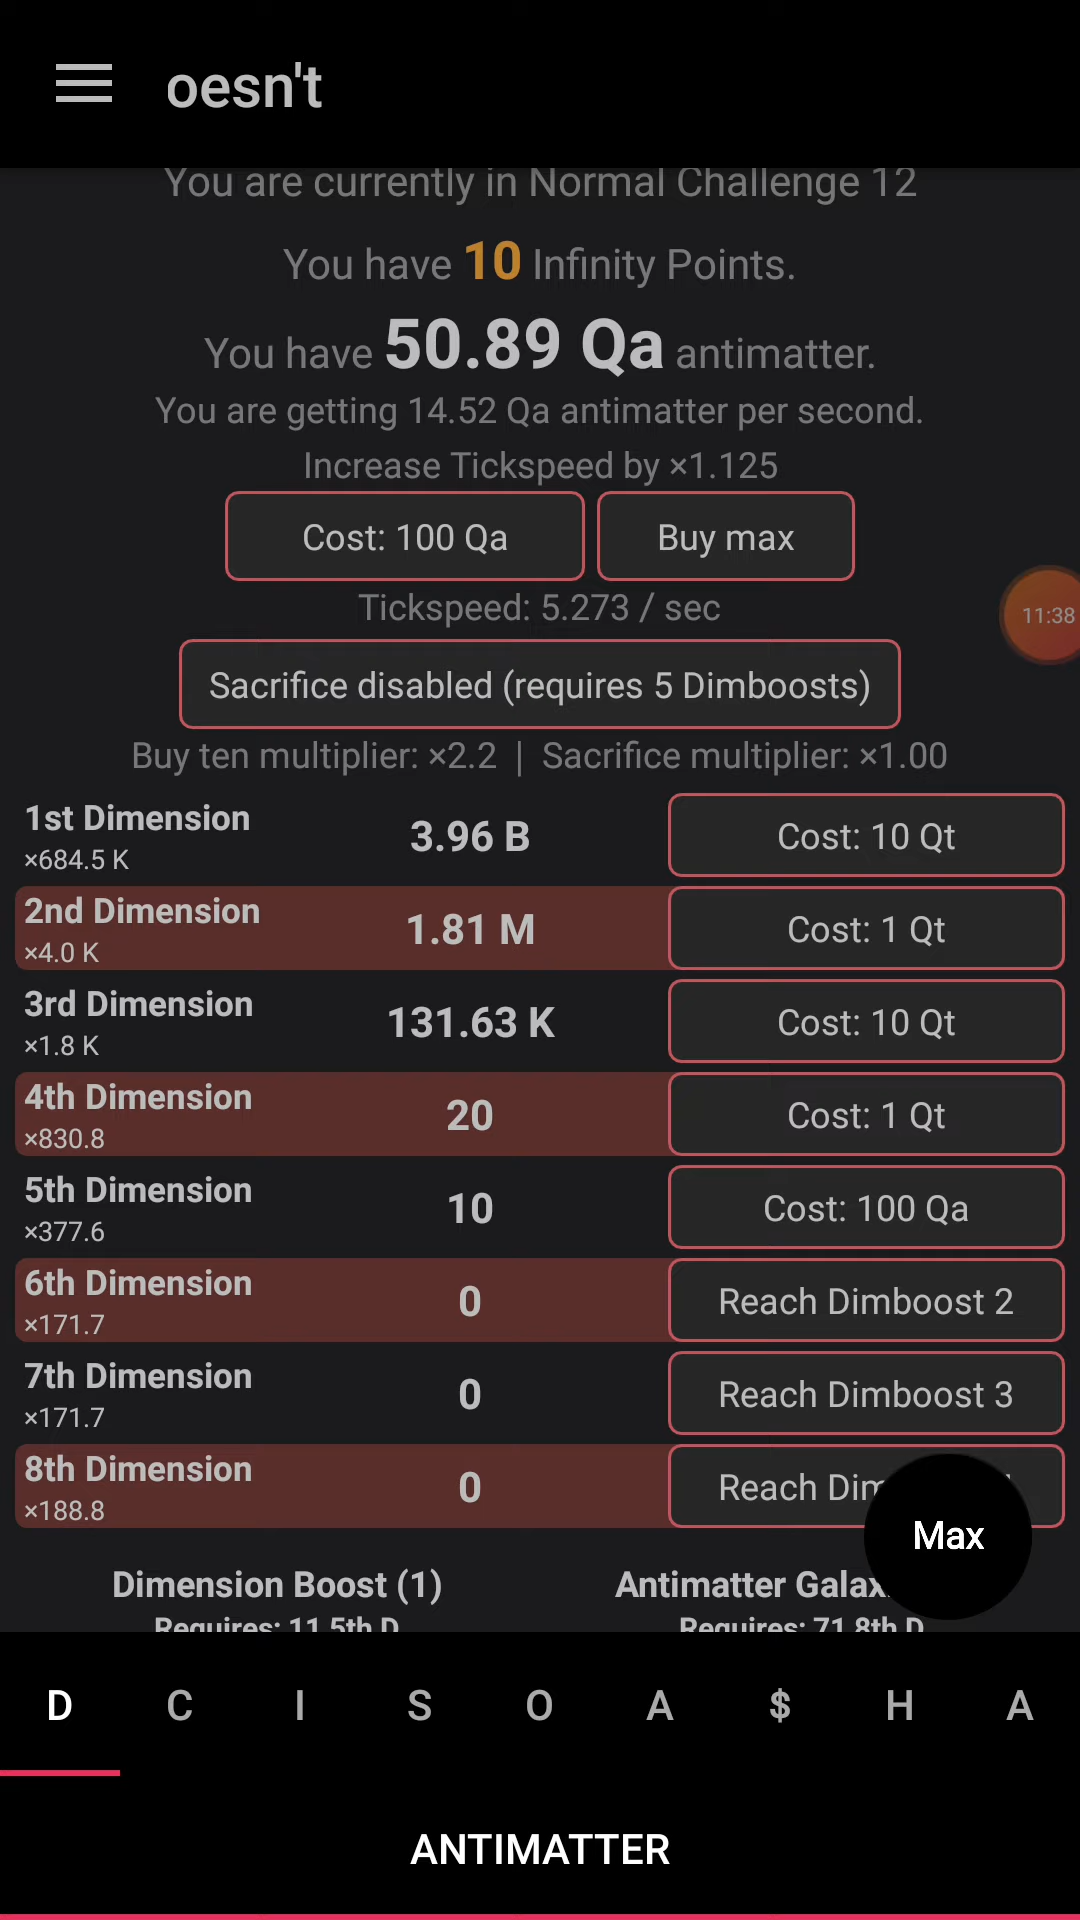 oesn't
You are currently in Normal Challenge 12
You have 10 Infinity Points.
You have 50.89 Qa antimatter.
You are getting 14.52 Qa antimatter per second.
Increase Tickspeed by ×1.125
Cost: 100 Qa Buy max
Tickspeed: 5.273 / sec
11:38
Sacrifice disabled (requires 5 Dimboosts)
Buy ten multiplier: ×2.2 | Sacrifice multiplier: ×1.00
1st Dimension 3.96 B Cost: 10 Qt
×684.5 K
2nd Dimension 1.81 M Cost: 1 Qt
×4.0 K
3rd Dimension 131.63 K Cost: 10 Qt
×1.8 K
4th Dimension 20 Cost: 1 Qt
×830.8
5th Dimension 10 Cost: 100 Qa
×377.6
6th Dimension 0 Reach Dimboost 2
×171.7
7th Dimension 0 Reach Dimboost 3
×171.7
8th Dimension 0 Reach
×188.8
Max
Dimension Boost (1) Antimatter
Requires: 11 5th D Requires: 71 8th D
D C I S O A $ H A
ANTIMATTER